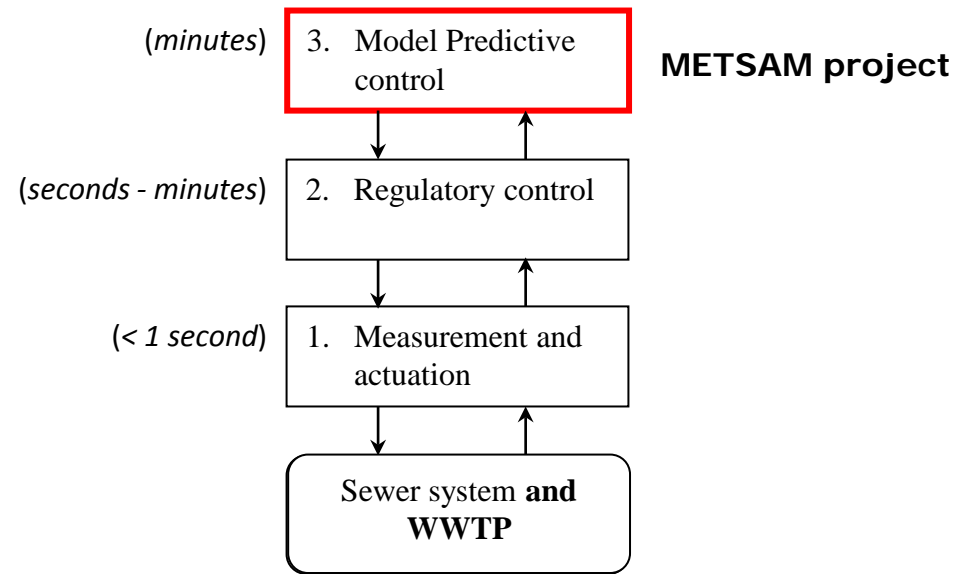 (minutes)
3. Model Predictive
control
METSAM project
(seconds - minutes)
2. Regulatory control
(< 1 second)
1. Measurement and
actuation
Sewer system and
WWTP